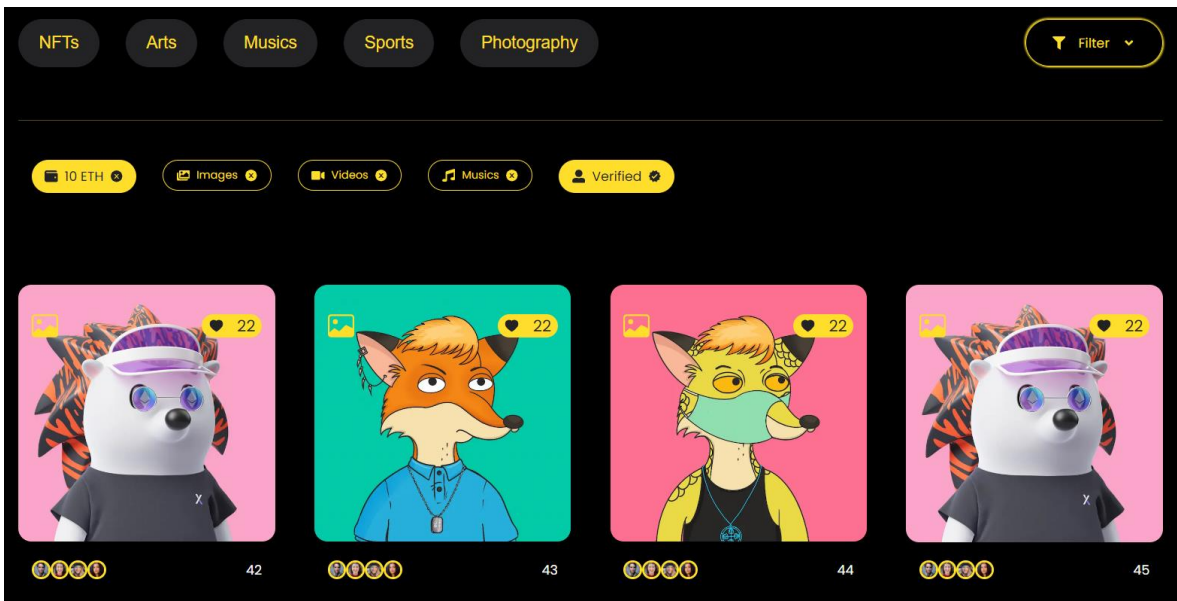 NFTs Arts Musics Sports Photography Filter
10 ETH Images Videos Musics Verified
22 22 22 22
X X
42 43 44 45